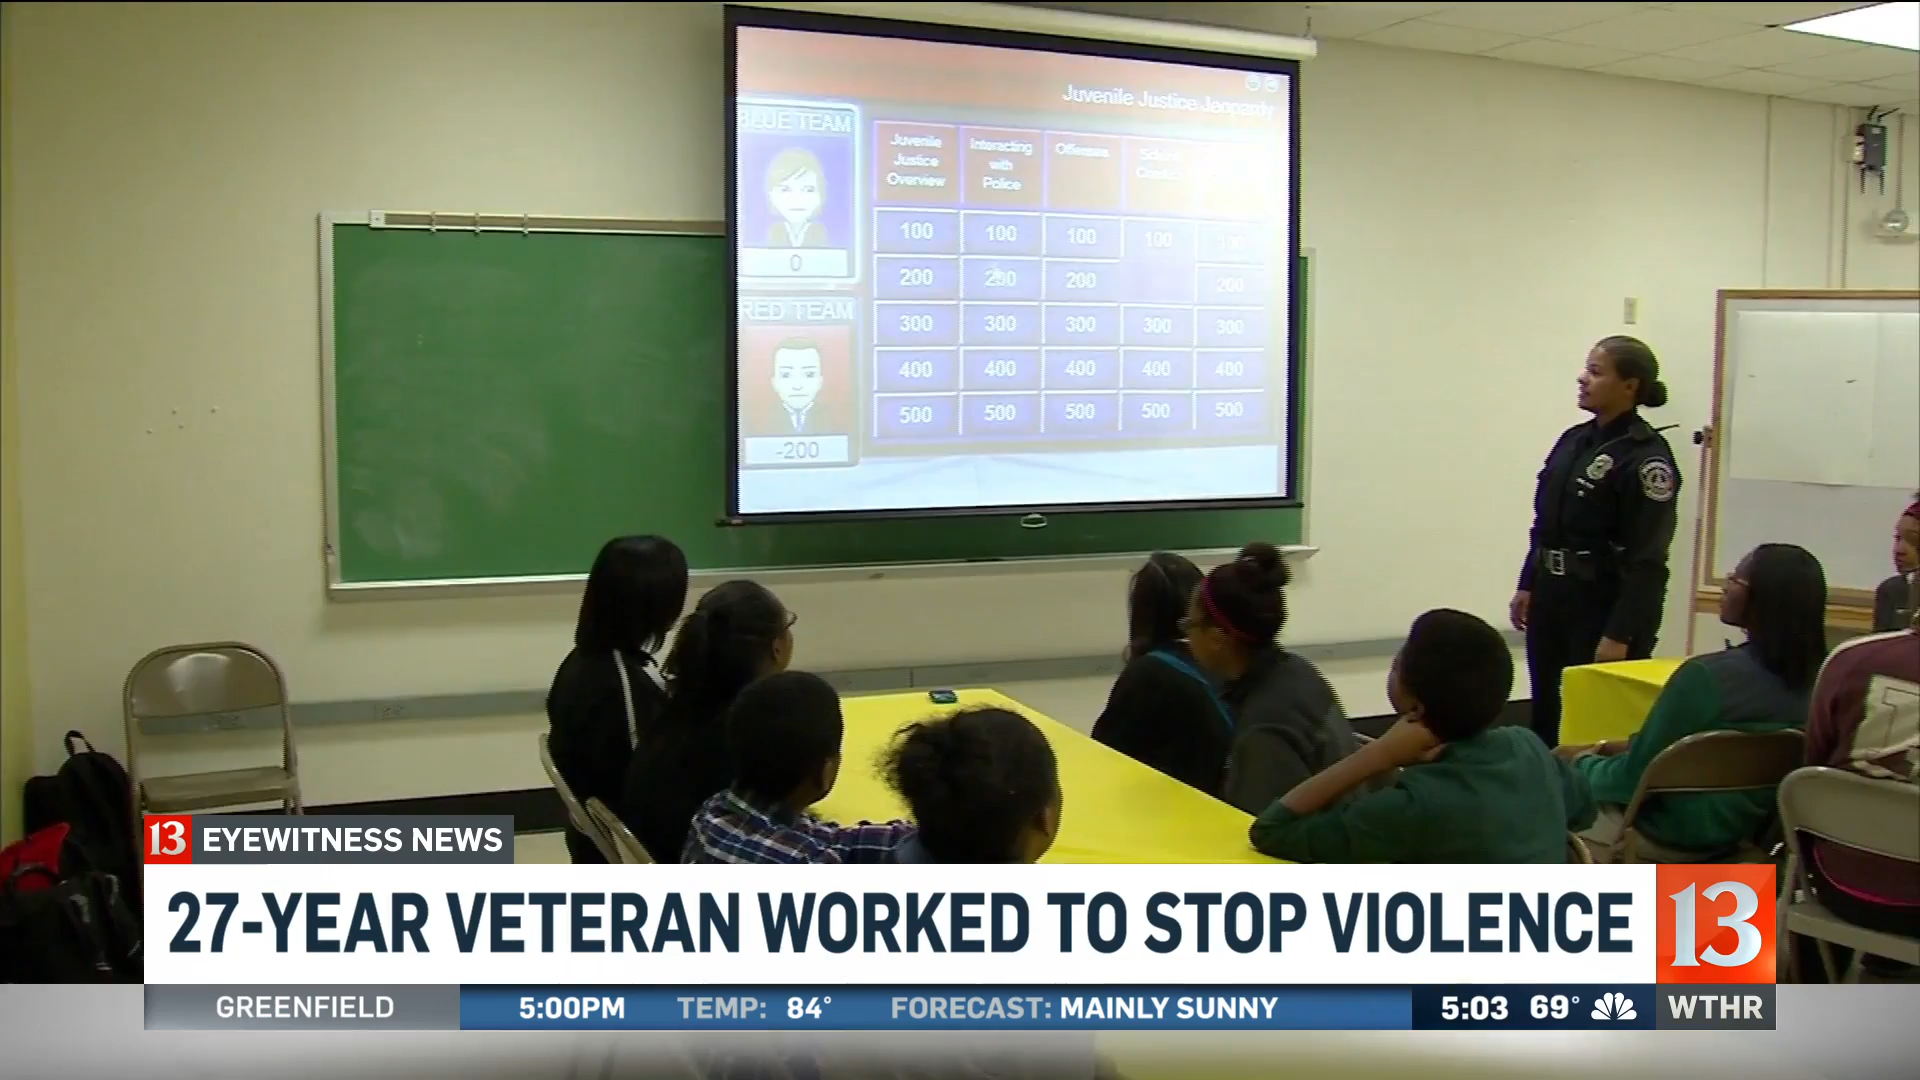 Juvenile Justice Jeopardy
BLUE TEAM
0
RED TEAM
-200
Juvenile Justice Overview
Interacting with Police
Offenses
100 100 100 100 100
200 200 200 200
300 300 300 300 300
400 400 400 400 400
500 500 500 500 500
13 EYEWITNESS NEWS
27-YEAR VETERAN WORKED TO STOP VIOLENCE
13
GREENFIELD 5:00PM TEMP: 84° FORECAST: MAINLY SUNNY 5:03 69° WTHR